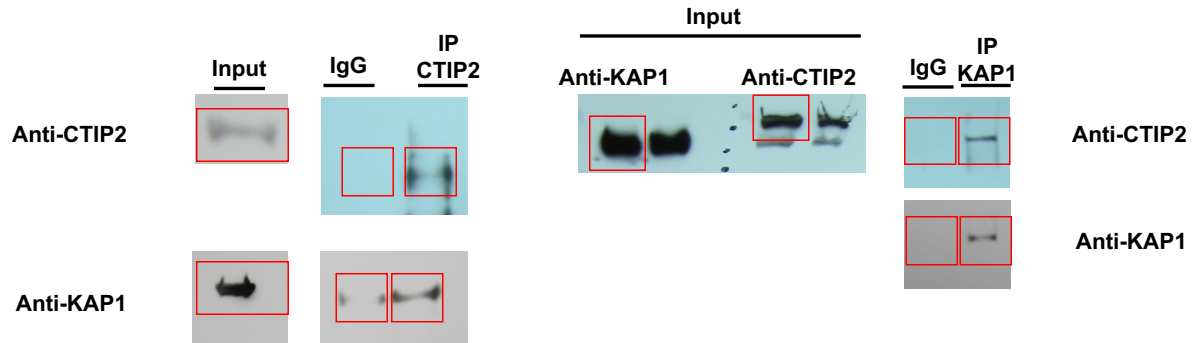 Input
IP
Input
IgG
CTIP2
Anti-KAP1
Anti-CTIP2
IgG
IP
KAP1
Anti-CTIP2
Anti-CTIP2
Anti-KAP1
Anti-KAP1